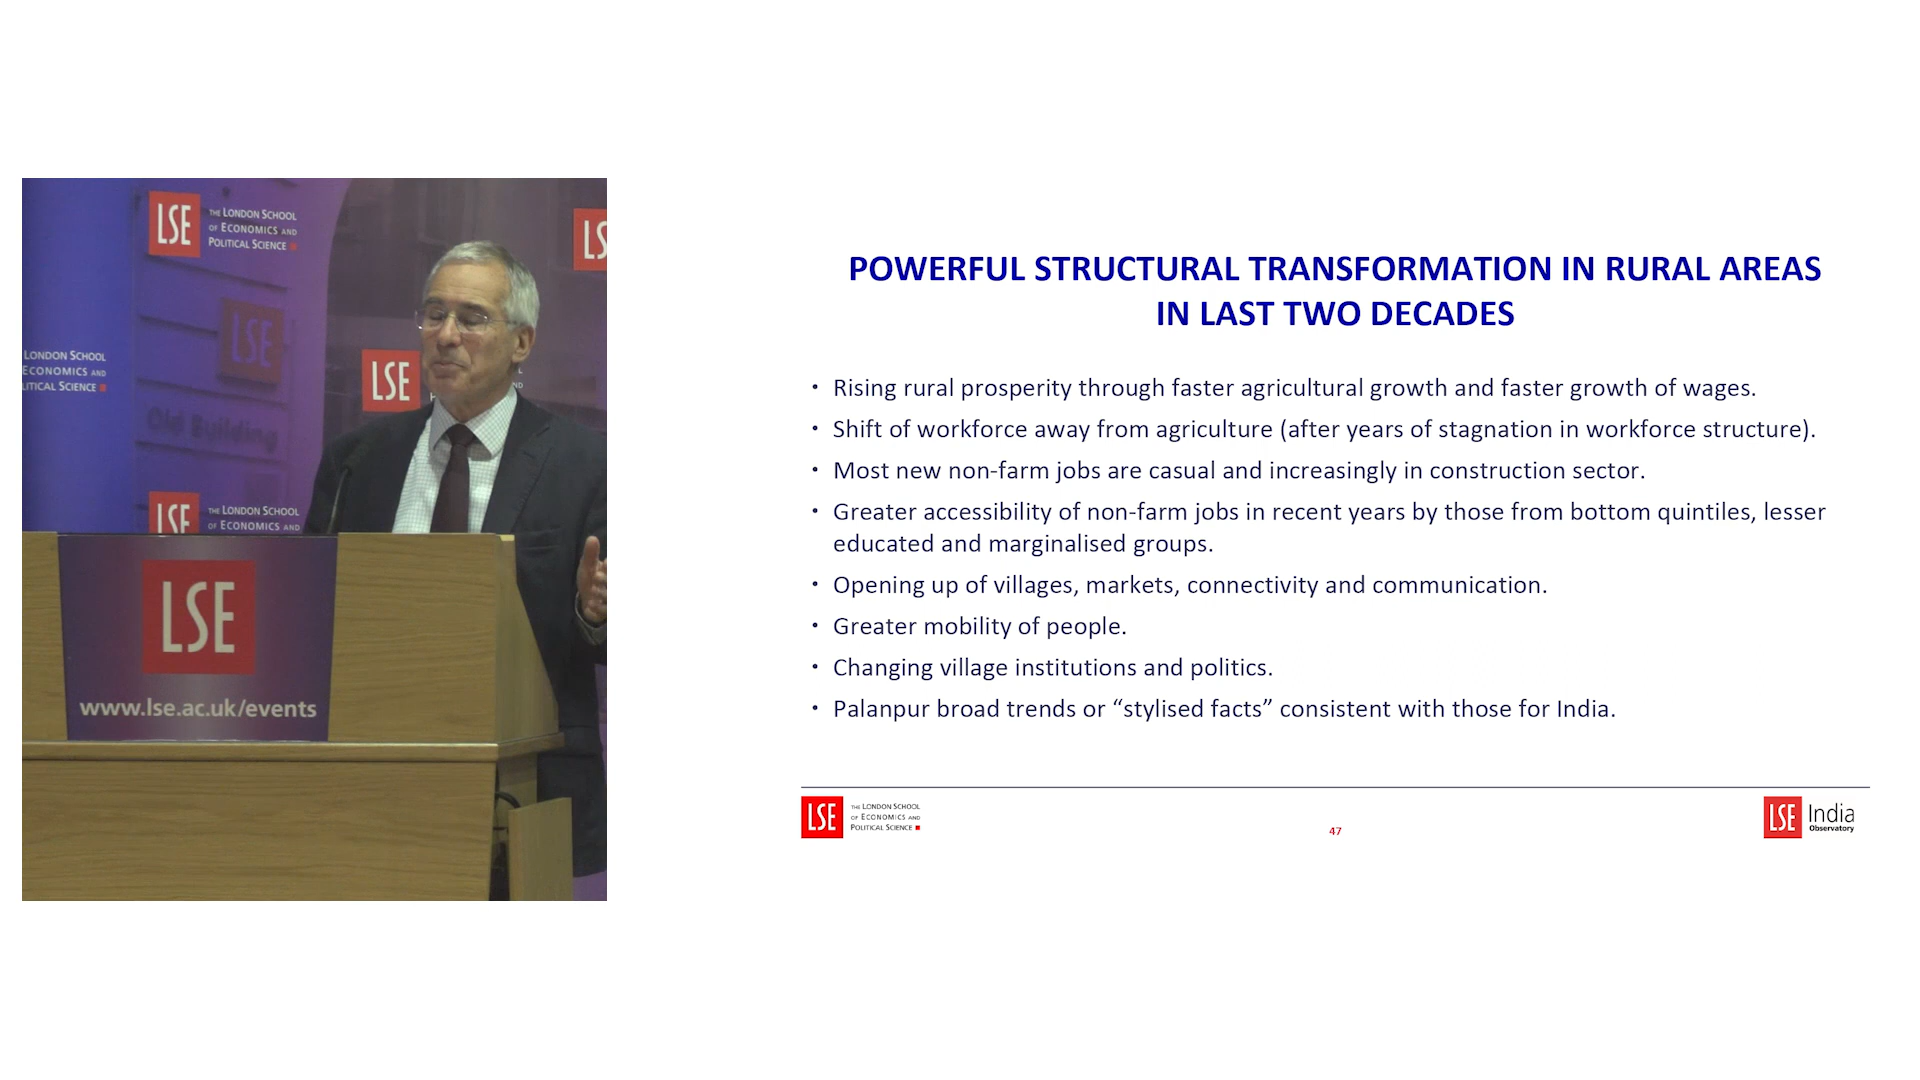 LSE
THE LONDON SCHOOL
OF ECONOMICS AND
POLITICAL SCIENCE
LS
LSE
LONDON SCHOOL
ECONOMICS AND
LITICAL SCIENCE
LSE
Old Building
LSE
THE LONDON SCHOOL
OF ECONOMICS AND
LSE
www.lse.ac.uk/events
POWERFUL STRUCTURAL TRANSFORMATION IN RURAL AREAS
IN LAST TWO DECADES
• Rising rural prosperity through faster agricultural growth and faster growth of wages.
• Shift of workforce away from agriculture (after years of stagnation in workforce structure).
• Most new non-farm jobs are casual and increasingly in construction sector.
• Greater accessibility of non-farm jobs in recent years by those from bottom quintiles, lesser
educated and marginalised groups.
• Opening up of villages, markets, connectivity and communication.
• Greater mobility of people.
• Changing village institutions and politics.
• Palanpur broad trends or “stylised facts” consistent with those for India.
LSE
THE LONDON SCHOOL
OF ECONOMICS AND
POLITICAL SCIENCE
47
LSE India
Observatory